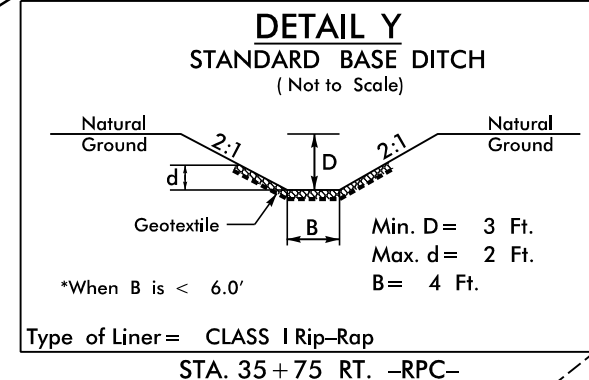 DETAIL Y
STANDARD BASE DITCH
( Not to Scale)
Natural
Ground
2:1
D
2:1
Natural
Ground
d
Geotextile
B
Min. D = 3 Ft.
Max. d = 2 Ft.
B = 4 Ft.
*When B is < 6.0'
Type of Liner = CLASS I Rip-Rap
STA. 35+75 RT. -RPC-